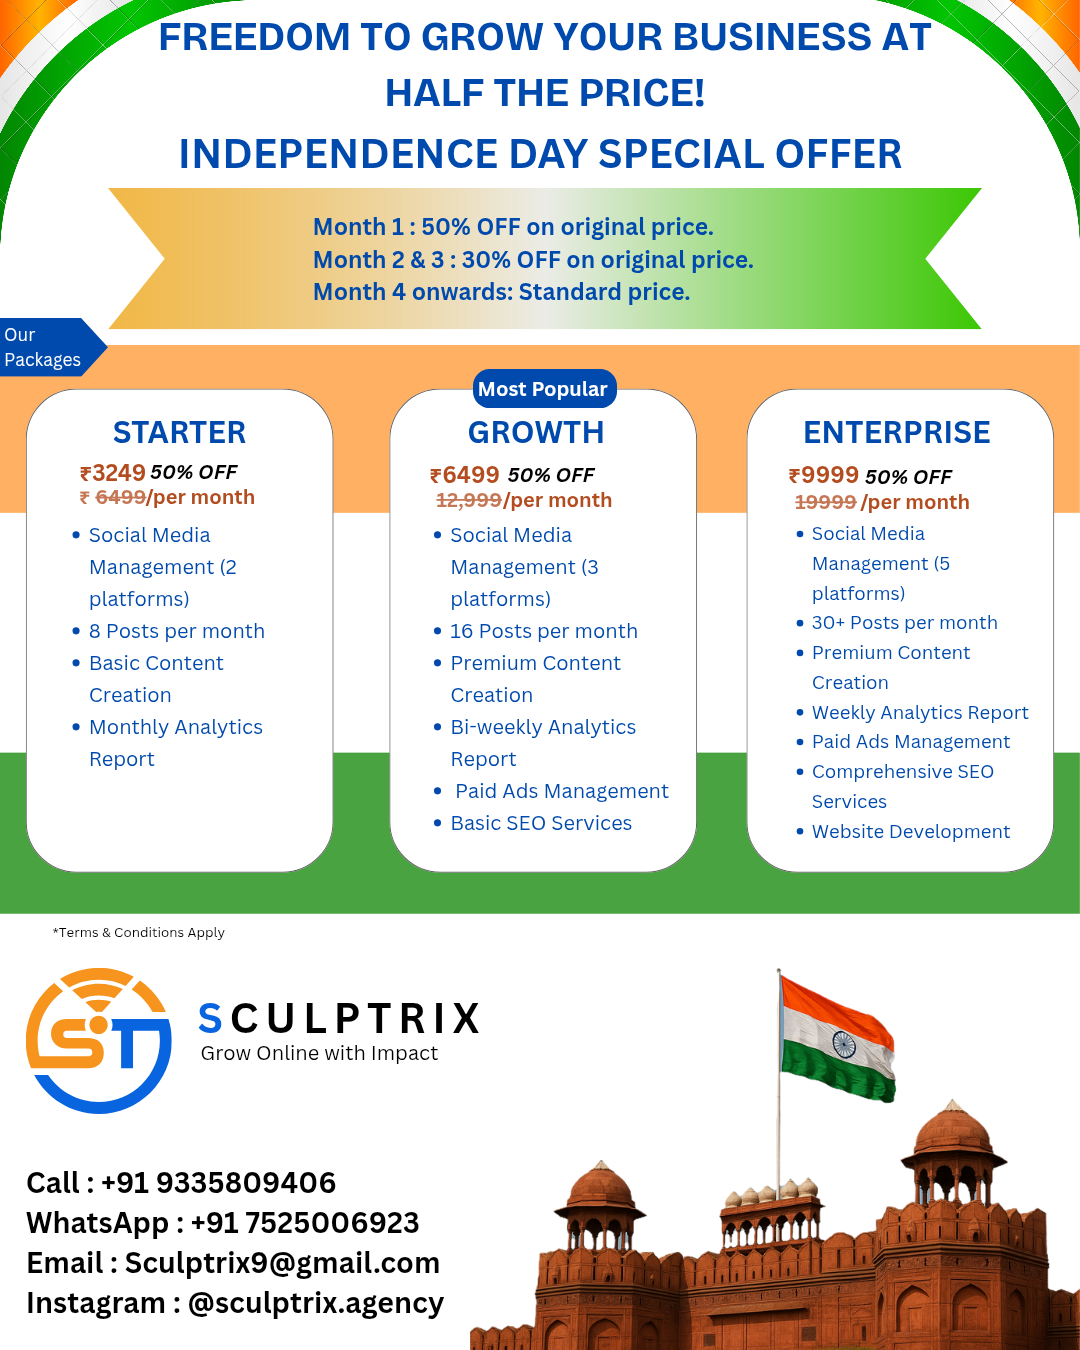 FREEDOM TO GROW YOUR BUSINESS AT
HALF THE PRICE!
INDEPENDENCE DAY SPECIAL OFFER
Month 1 : 50% OFF on original price.
Month 2 & 3 : 30% OFF on original price.
Month 4 onwards: Standard price.
Our
Packages
STARTER
₹3249 50% OFF
₹ 6499/per month
• Social Media
Management (2
platforms)
• 8 Posts per month
• Basic Content
Creation
• Monthly Analytics
Report
Most Popular
GROWTH
₹6499 50% OFF
12,999/per month
• Social Media
Management (3
platforms)
• 16 Posts per month
• Premium Content
Creation
• Bi-weekly Analytics
Report
• Paid Ads Management
• Basic SEO Services
ENTERPRISE
₹9999 50% OFF
19999 /per month
• Social Media
Management (5
platforms)
• 30+ Posts per month
• Premium Content
Creation
• Weekly Analytics Report
• Paid Ads Management
• Comprehensive SEO
Services
• Website Development
*Terms & Conditions Apply
ST
SCULPTRIX
Grow Online with Impact
Call : +91 9335809406
WhatsApp : +91 7525006923
Email : Sculptrix9@gmail.com
Instagram : @sculptrix.agency